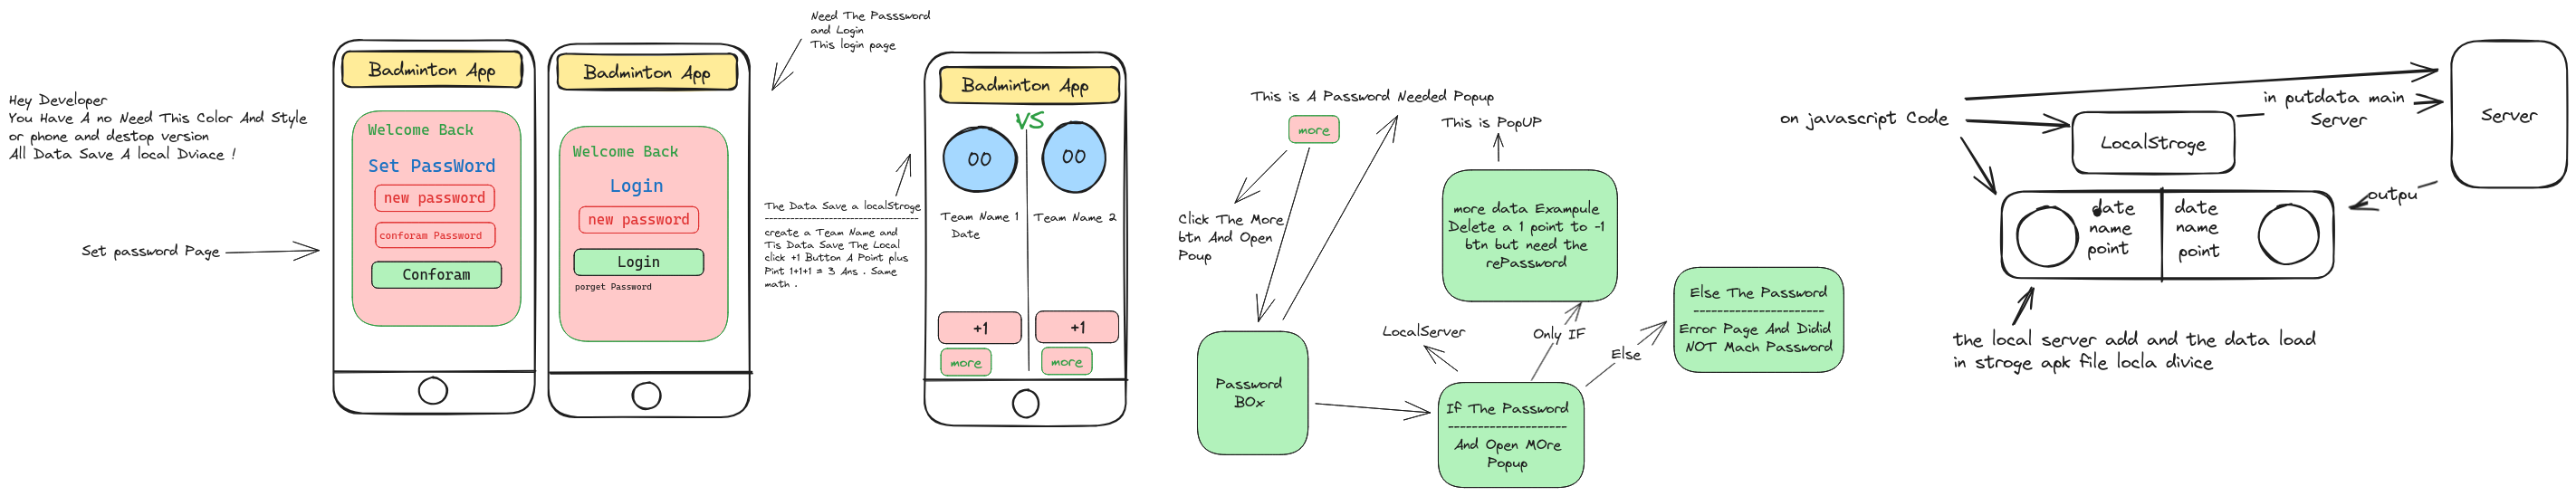 Hey Developer
You Have A no Need This Color And Style
or phone and destop version
All Data Save A local Dviace !
Set password Page
Badminton App
Welcome Back
Set PassWord
new password
conforam Password
Conforam
Badminton App
Welcome Back
Login
new password
Login
porget Password
Need The Passsword
and Login
This login page
The Data Save a localStroge
-----------------------------------
create a Team Name and
Tis Data Save The Local
click +1 Button A Point plus
Pint 1+1+1 = 3 Ans . Same
math .
Badminton App
VS
00
00
Team Name 1
Date
Team Name 2
+1
+1
more
more
This is A Password Needed Popup
more
Click The More
btn And Open
Poup
Password
BOx
This is PopUP
more data Exampule
Delete a 1 point to -1
btn but need the
rePassword
LocalServer
Only IF
Else
If The Password
---------------------
And Open MOre
Popup
Else The Password
-----------------------
Error Page And Didid
NOT Mach Password
on javascript Code
LocalStroge
in putdata main
Server
Server
outpu
date
name
point
date
name
point
the local server add and the data load
in stroge apk file locla divice